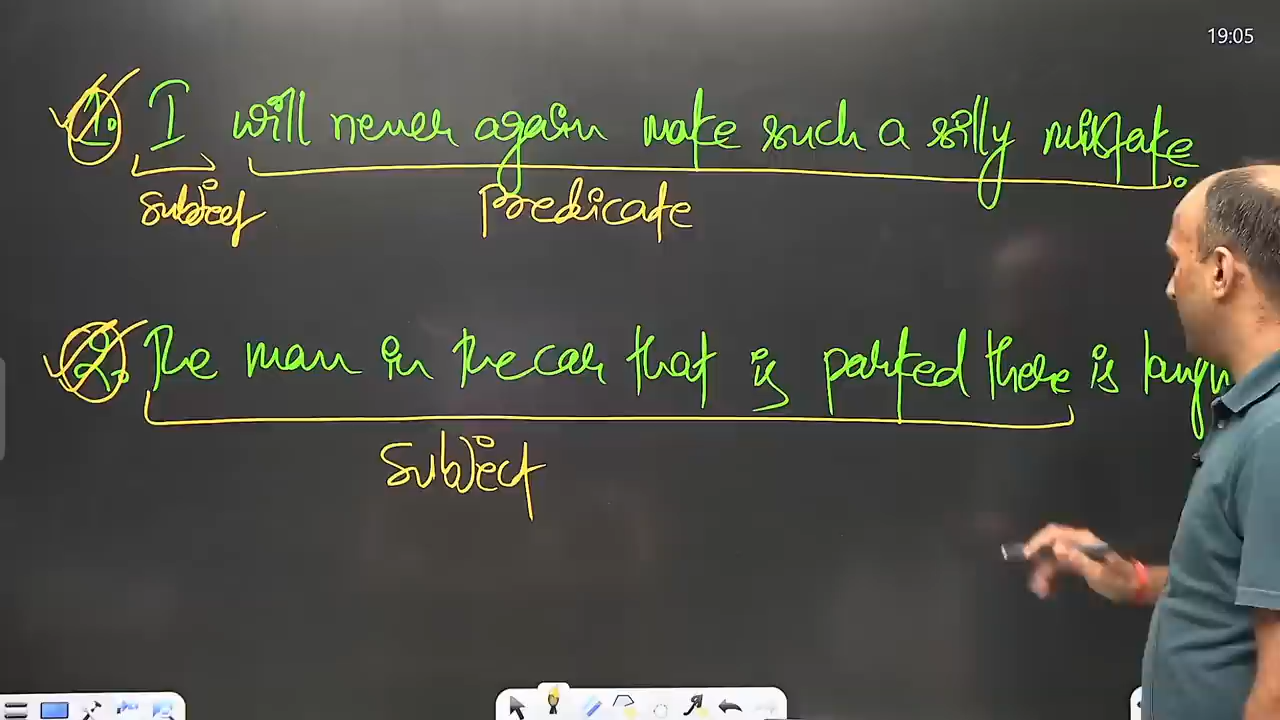 19:05
1. I will never again make such a silly mistake.
Subject Predicate
2. The man in the car that is parked there is
Subject